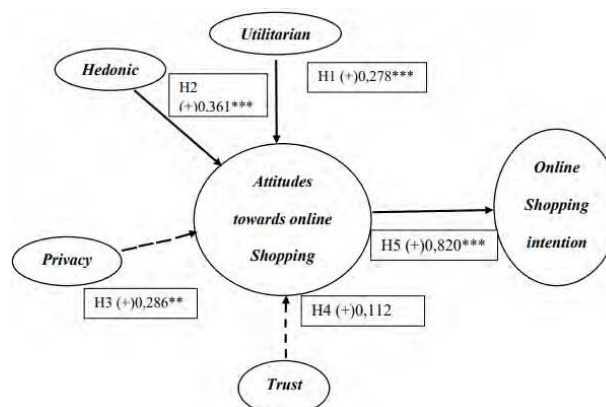 Utilitarian
Hedonic
H2
(+)0,361***
H1 (+)0,278***
Attitudes
towards online
Shopping
Online
Shopping
intention
Privacy
H5 (+)0,820***
H3 (+)0,286**
H4 (+)0,112
Trust